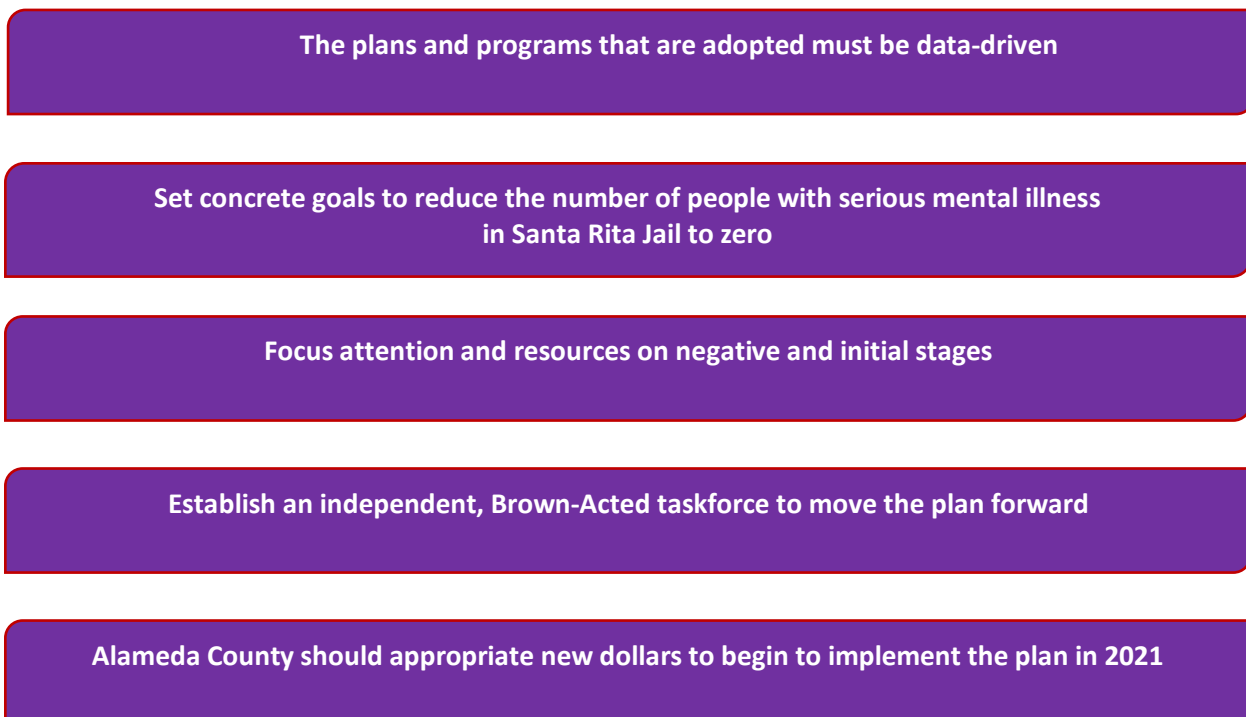 The plans and programs that are adopted must be data-driven
Set concrete goals to reduce the number of people with serious mental illness
in Santa Rita Jail to zero
Focus attention and resources on negative and initial stages
Establish an independent, Brown-Acted taskforce to move the plan forward
Alameda County should appropriate new dollars to begin to implement the plan in 2021